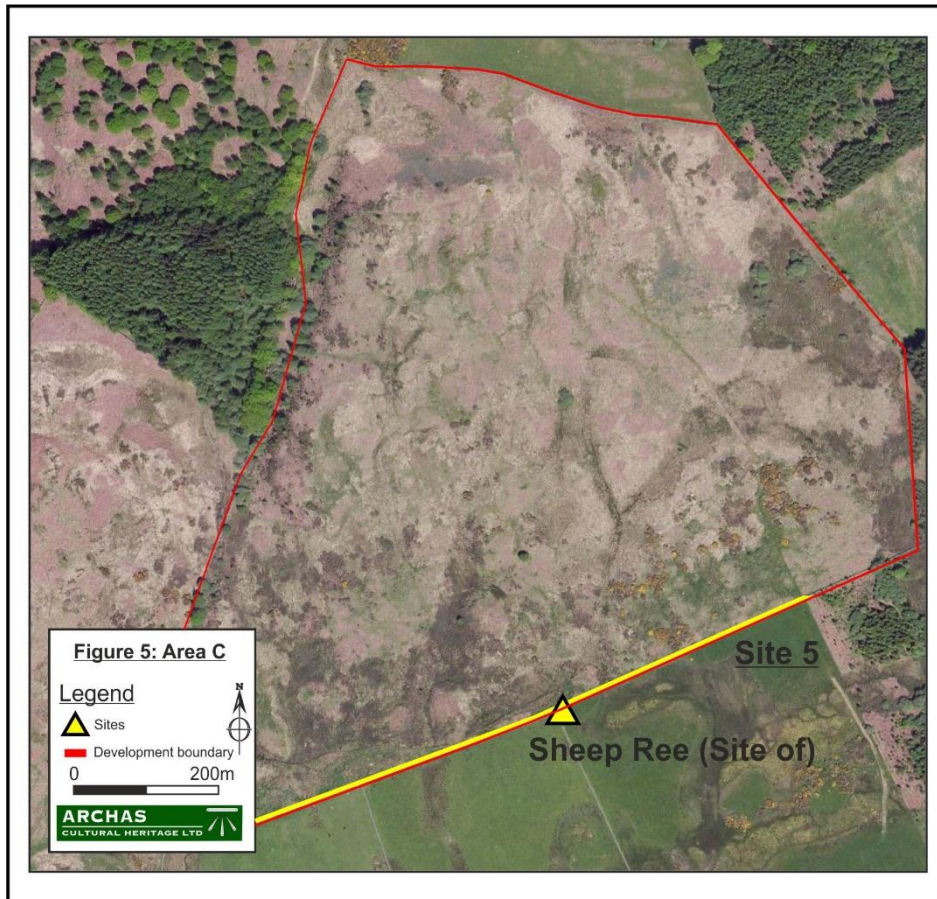 Site 5
Sheep Ree (Site of)
Figure 5: Area C
Legend
N
Sites
Development boundary
0 200m
ARCHAS
CULTURAL HERITAGE LTD